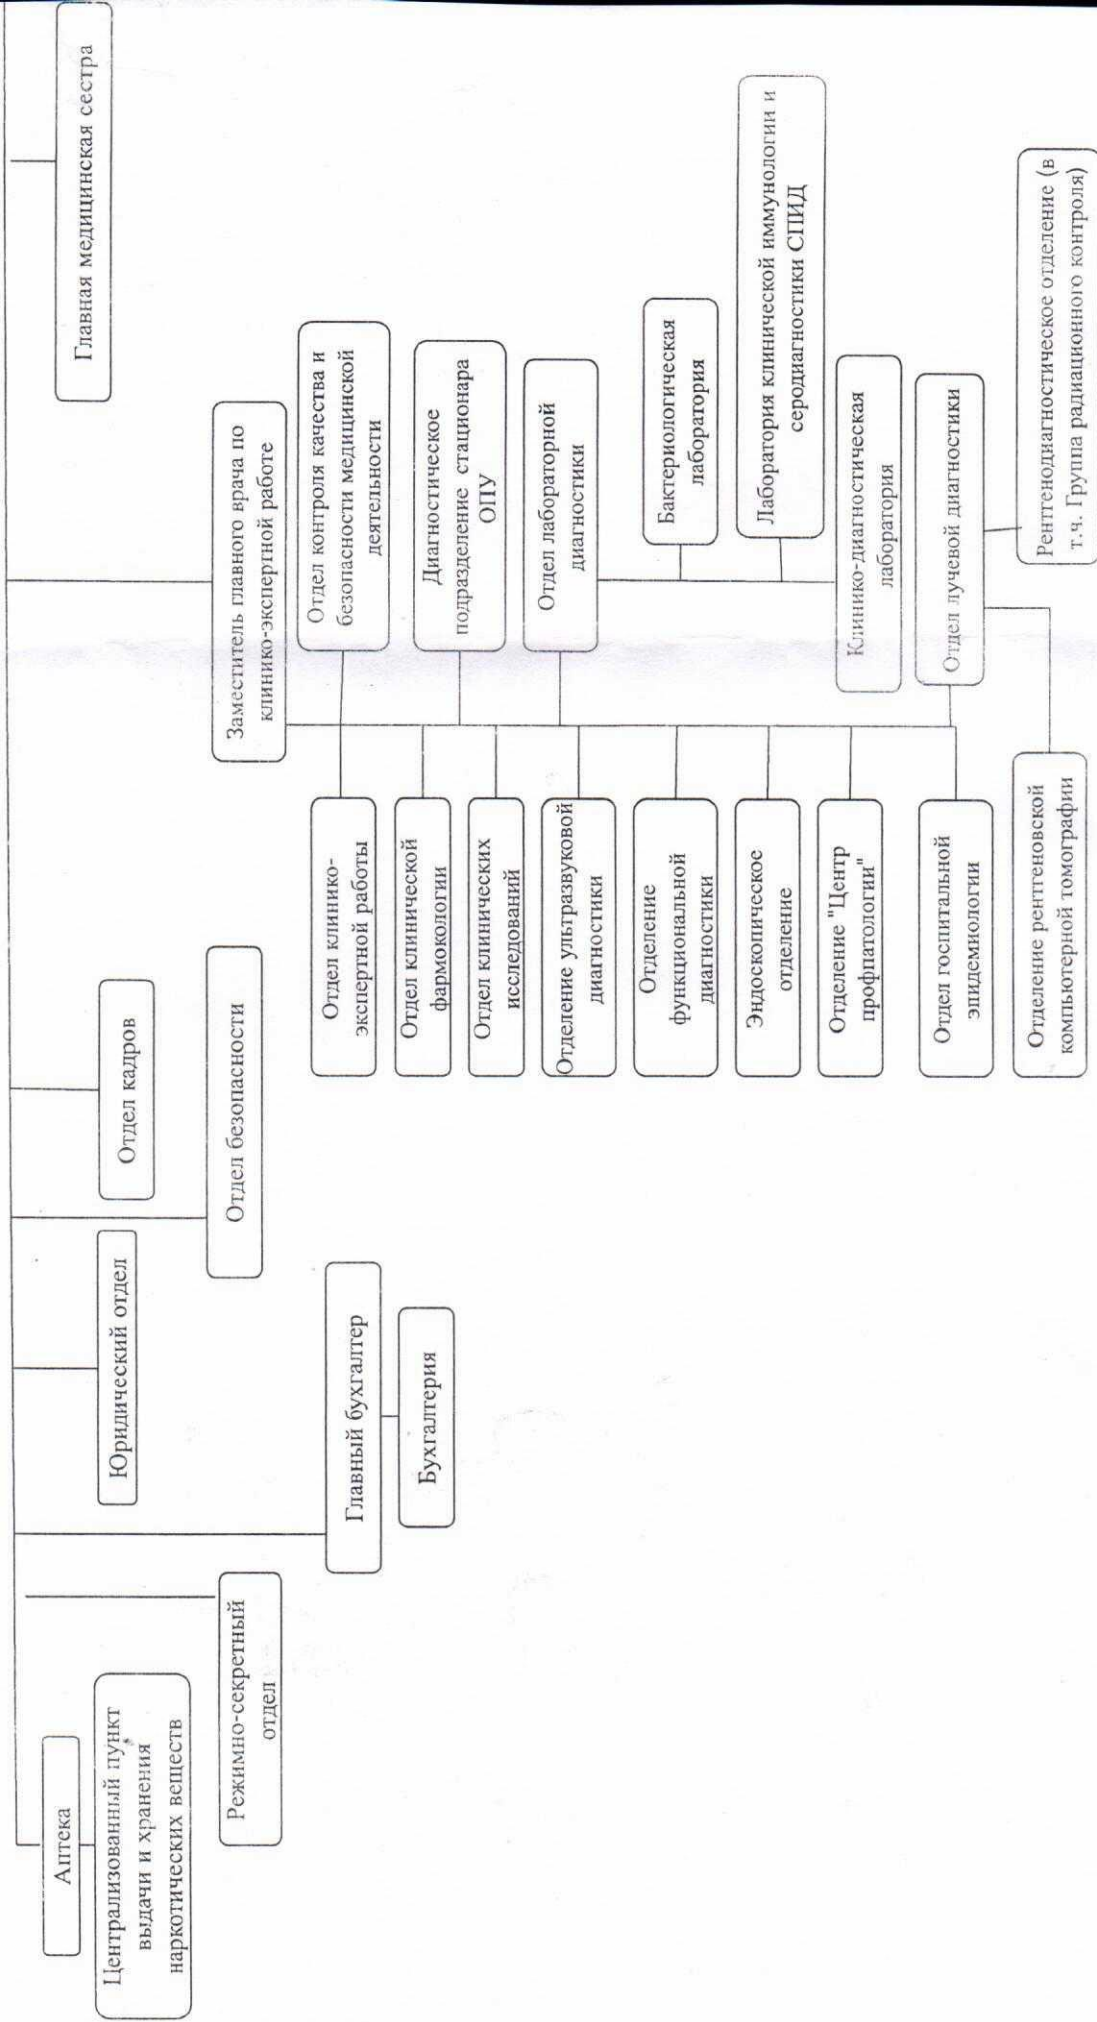 Главная медицинская сестра
Заместитель главного врача по
клинико-экспертной работе
Отдел контроля качества и
безопасности медицинской
деятельности
Диагностическое
подразделение стационара
ОПУ
Отдел лабораторной
диагностики
Бактериологическая
лаборатория
Лаборатория клинической иммунологии и
серодиагностики СПИД
Клинико-диагностическая
лаборатория
Отдел лучевой диагностики
Рентгенодиагностическое отделение (в
т.ч. Группа радиационного контроля)
Отдел кадров
Отдел безопасности
Отдел клинико-
экспертной работы
Отдел клинической
фармокологии
Отдел клинических
исследований
Отделение ультразвуковой
диагностики
Отделение
функциональной
диагностики
Эндоскопическое
отделение
Отделение "Центр
профпатологии"
Отдел госпитальной
эпидемиологии
Отделение рентгеновской
компьютерной томографии
Юридический отдел
Главный бухгалтер
Бухгалтерия
Аптека
Централизованный пункт
выдачи и хранения
наркотических веществ
Режимно-секретный
отдел